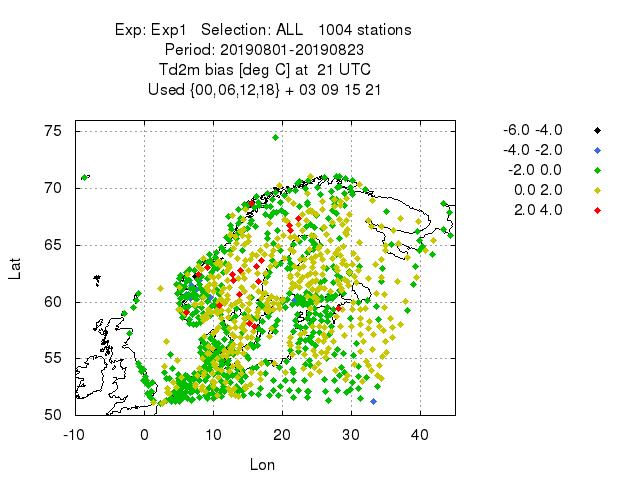 Exp: Exp1 Selection: ALL 1004 stations
Period: 20190801-20190823
Td2m bias [deg C] at 21 UTC
Used {00,06,12,18} + 03 09 15 21
-6.0 -4.0
-4.0 -2.0
-2.0 0.0
0.0 2.0
2.0 4.0
75
70
65
60
55
50
Lat
-10 0 10 20 30 40
Lon